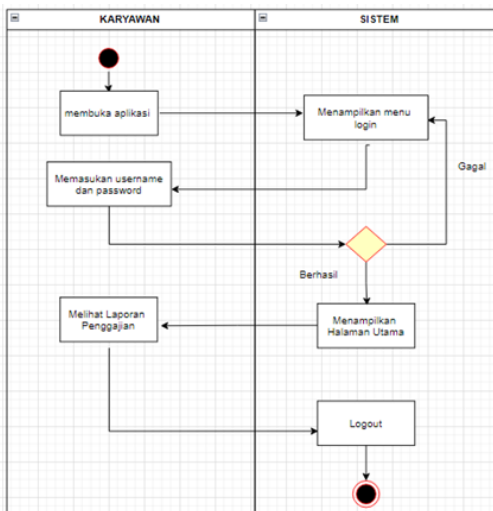 KARYAWAN
SISTEM
membuka aplikasi
Menampilkan menu
login
Memasukan username
dan password
Gagal
Berhasil
Melihat Laporan
Penggajian
Menampilkan
Halaman Utama
Logout